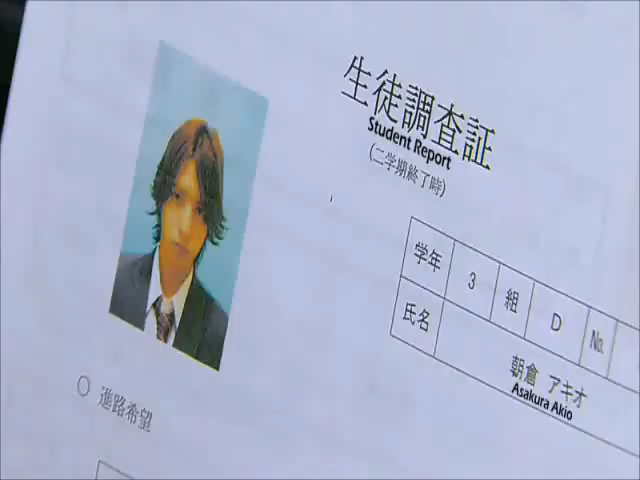 生徒調査証
Student Report
(二学期終了時)
学年 3 組 D No.
氏名 朝倉 アキオ
Asakura Akio
○ 進路希望